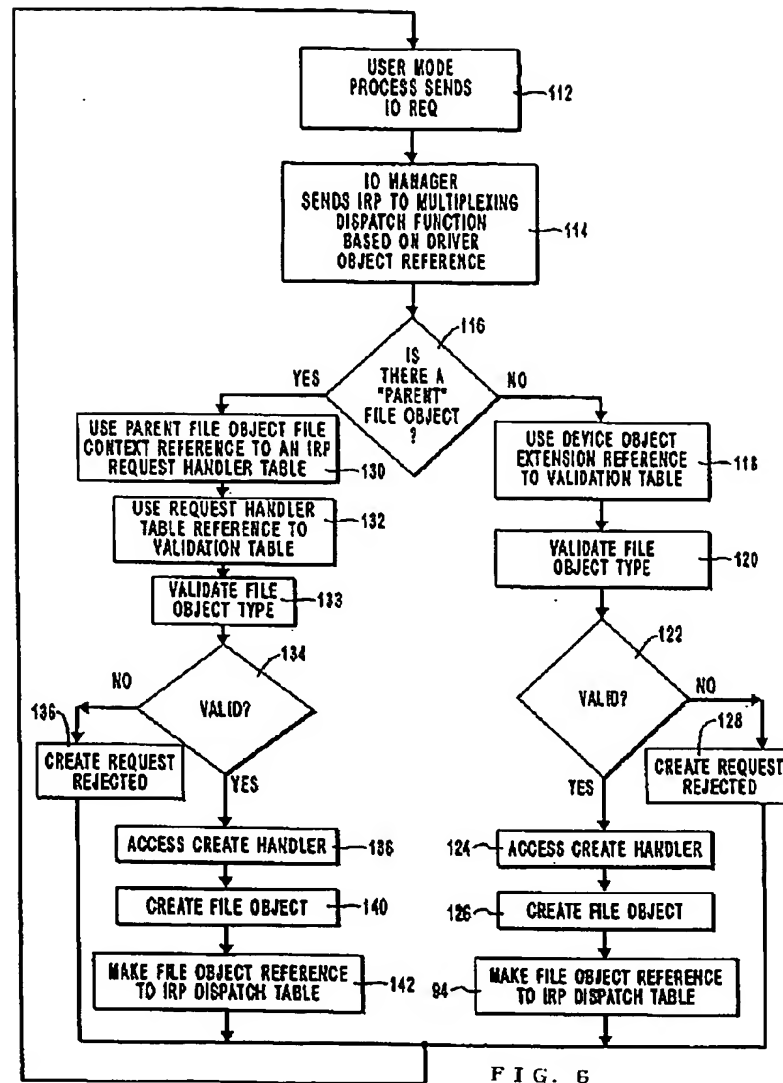 USER MODE
PROCESS SENDS
IO REQ
112
IO MANAGER
SENDS IRP TO MULTIPLEXING
DISPATCH FUNCTION
BASED ON DRIVER
OBJECT REFERENCE
114
116
IS
THERE A
"PARENT"
FILE OBJECT
?
YES
NO
USE PARENT FILE OBJECT FILE
CONTEXT REFERENCE TO AN IRP
REQUEST HANDLER TABLE
130
USE REQUEST HANDLER
TABLE REFERENCE TO
VALIDATION TABLE
132
VALIDATE FILE
OBJECT TYPE
133
134
VALID?
NO
YES
136
CREATE REQUEST
REJECTED
ACCESS CREATE HANDLER
136
CREATE FILE OBJECT
140
MAKE FILE OBJECT REFERENCE
TO IRP DISPATCH TABLE
142
USE DEVICE OBJECT
EXTENSION REFERENCE
TO VALIDATION TABLE
118
VALIDATE FILE
OBJECT TYPE
120
122
VALID?
NO
YES
128
CREATE REQUEST
REJECTED
124
ACCESS CREATE HANDLER
126
CREATE FILE OBJECT
94
MAKE FILE OBJECT REFERENCE
TO IRP DISPATCH TABLE
FIG. 6